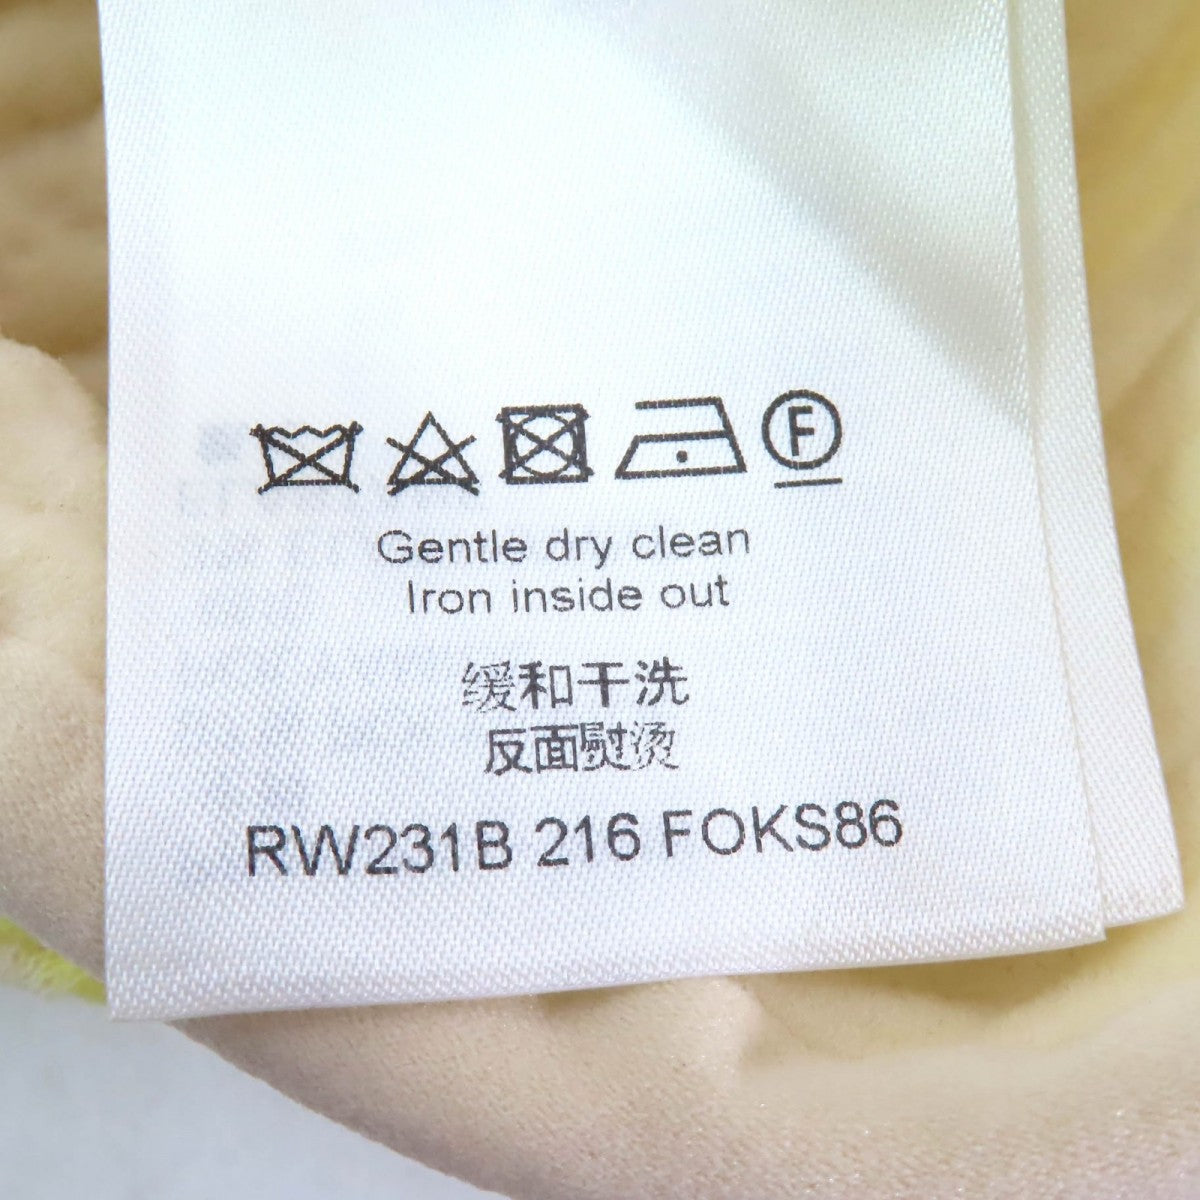 F
Gentle dry clean
Iron inside out
缓和干洗
反面熨烫
RW231B 216 FOKS86